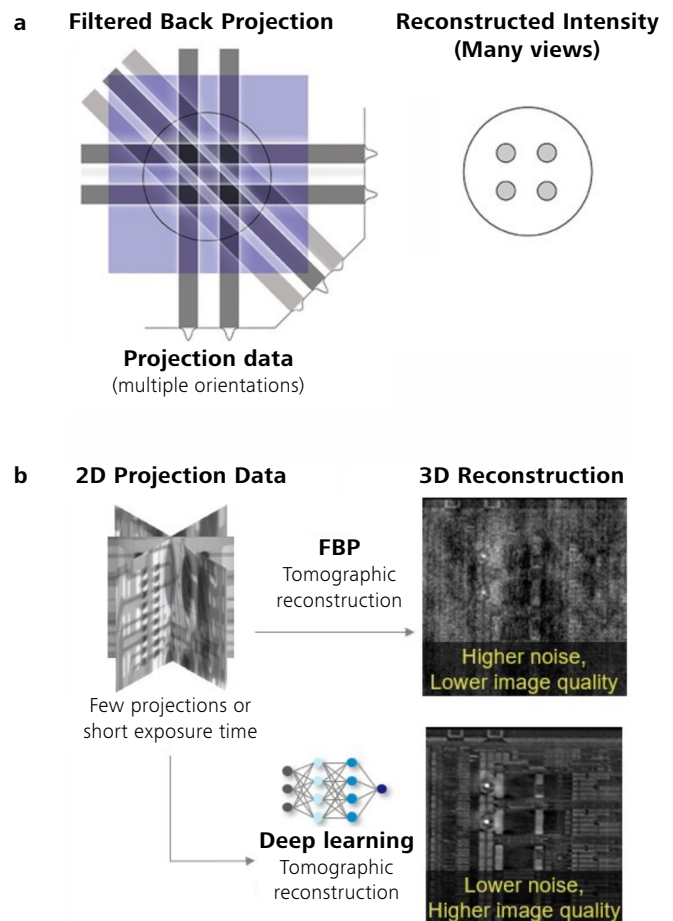 a
Filtered Back Projection
Reconstructed Intensity
(Many views)
Projection data
(multiple orientations)
b
2D Projection Data
3D Reconstruction
FBP
Tomographic
reconstruction
Higher noise,
Lower image quality
Few projections or
short exposure time
Deep learning
Tomographic
reconstruction
Lower noise,
Higher image quality